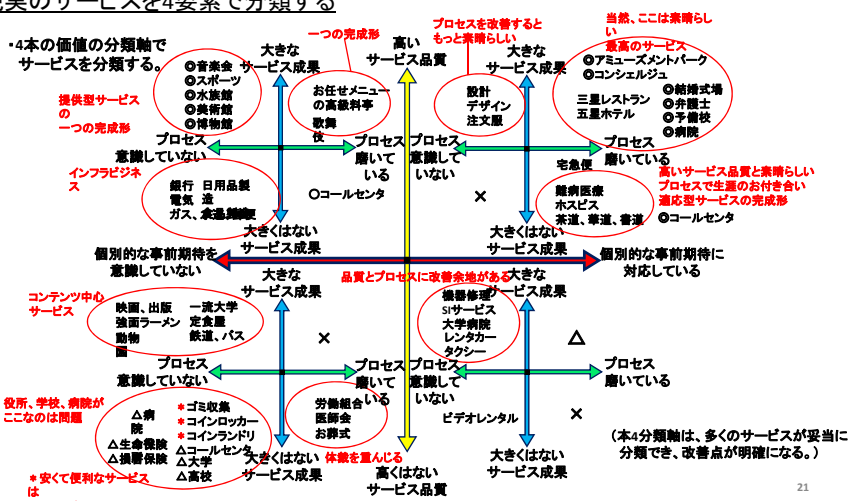 現実のサービスを4要素で分類する
・4本の価値の分類軸で
サービスを分類する。
一つの完成形
プロセスを改善すると
もっと素晴らしい
当然、ここは素晴らし
い
最高のサービス
大きな
サービス成果
高い
サービス品質
大きな
サービス成果
◎音楽会
◎スポーツ
◎水族館
◎美術館
◎博物館
お任せメニュー
の高級料亭
歌舞
伎
設計
デザイン
注文服
◎アミューズメントパーク
◎コンシェルジュ
三星レストラン
五星ホテル
◎結婚式場
◎弁護士
◎予備校
◎病院
提供型サービス
の
一つの完成形
プロセス
意識していない
プロセス
磨いて
いる
プロセス
意識して
いない
プロセス
磨いている
インフラビジネ
ス
銀行
電気
ガス、
日用品製
造
〇コールセンタ
×
宅急便
難病医療
ホスピス
茶道、華道、書道
高いサービス品質と素晴らしい
プロセスで生涯のお付き合い
適応型サービスの完成形
◎コールセンタ
大きくはない
サービス成果
大きくはない
サービス成果
個別的な事前期待を
意識していない
個別的な事前期待に
対応している
品質とプロセスに改善余地がある
大きな
サービス成果
大きな
サービス成果
コンテンツ中心
サービス
映画、出版
強面ラーメン
動物
園
一流大学
定食屋
鉄道、バス
×
機器修理
SIサービス
大学病院
レンタカー
タクシー
△
プロセス
意識していない
プロセス
磨いている
プロセス
意識して
いない
プロセス
磨いている
役所、学校、病院が
ここなのは問題
△病
院
△生命保険
△損害保険
＊ゴミ収集
＊コインロッカー
＊コインランドリ
△コールセンタ
△大学
△高校
労働組合
医師会
お葬式
体裁を重んじる
ビデオレンタル
×
（本4分類軸は、多くのサービスが妥当に
分類でき、改善点が明確になる。）
＊安くて便利なサービス
は
大きくはない
サービス成果
高くはない
サービス品質
大きくはない
サービス成果
21